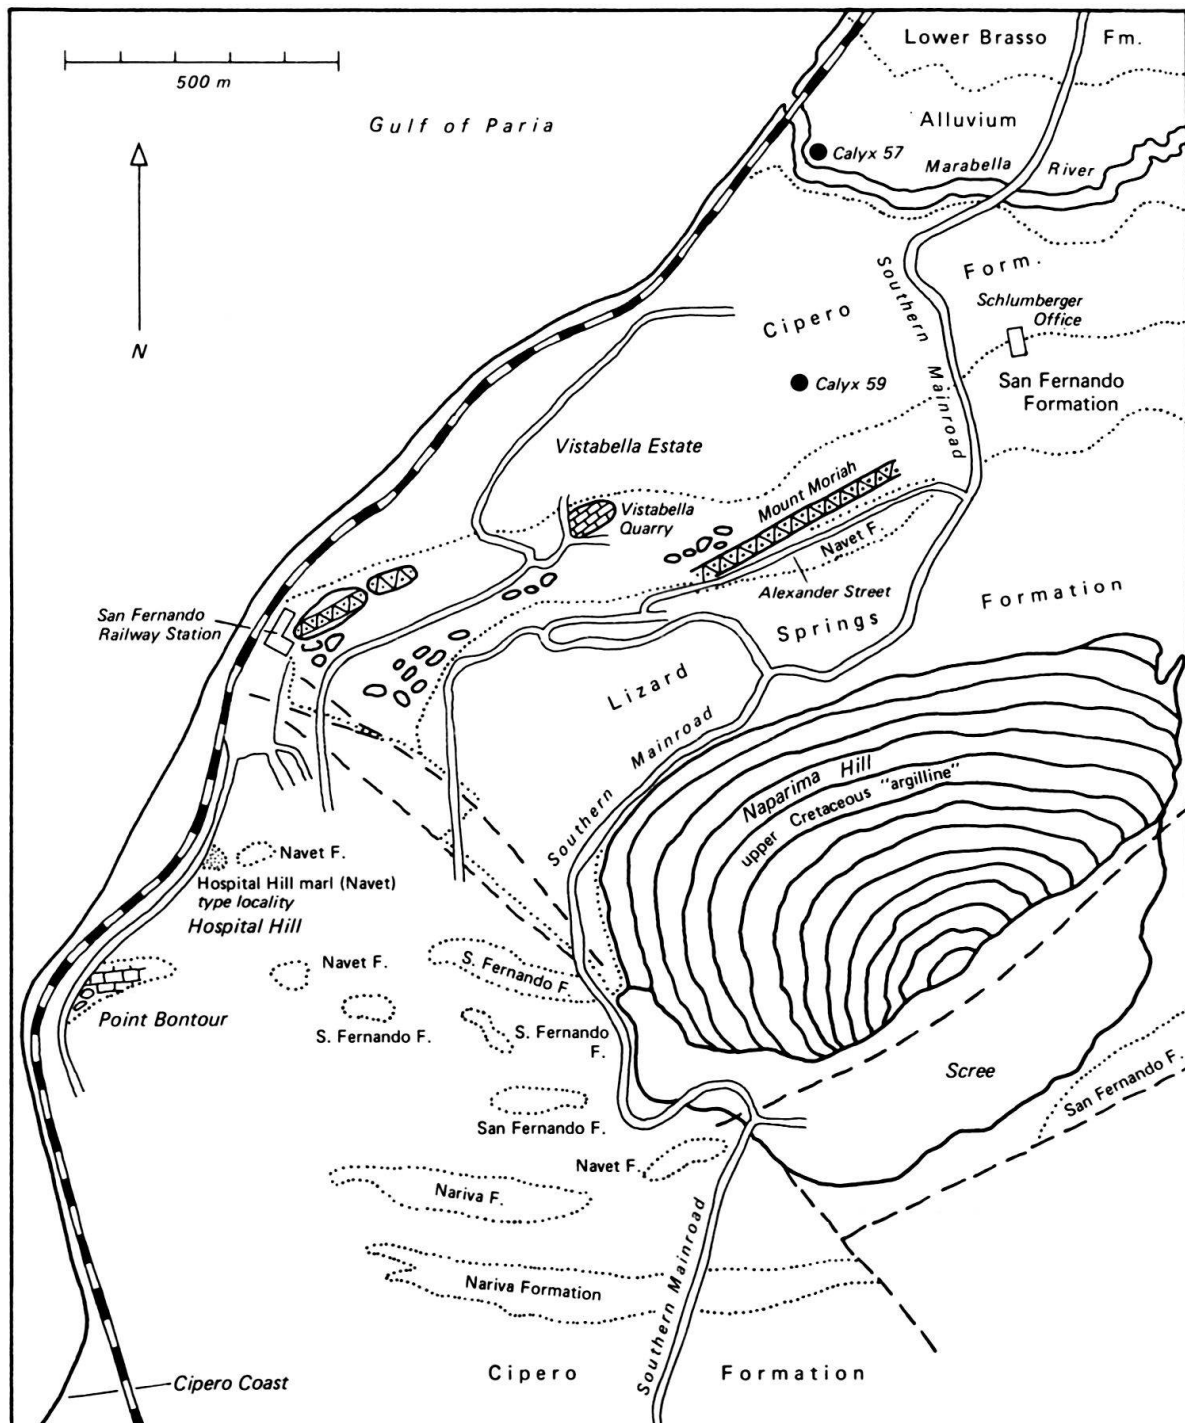 Lower Brasso Fm.
500 m
Gulf of Paria
Alluvium
Calyx 57
Marabella River
Southern Mainroad
Form.
Schlumberger
Office
Cipero
Calyx 59
San Fernando
Formation
Vistabella Estate
Mount Moriah
Vistabella
Quarry
Navet F.
N
Alexander Street
San Fernando
Railway Station
Formation
Springs
Lizard
Southern Mainroad
Naparima Hill
upper Cretaceous "argilline"
Navet F.
Hospital Hill marl (Navet)
type locality
Hospital Hill
Navet F.
S. Fernando F.
Point Bontour
S. Fernando F.
S. Fernando
F.
Scree
San Fernando F.
San Fernando F.
Navet F.
Nariva F.
Southern Mainroad
Nariva Formation
Cipero Formation
Cipero Coast